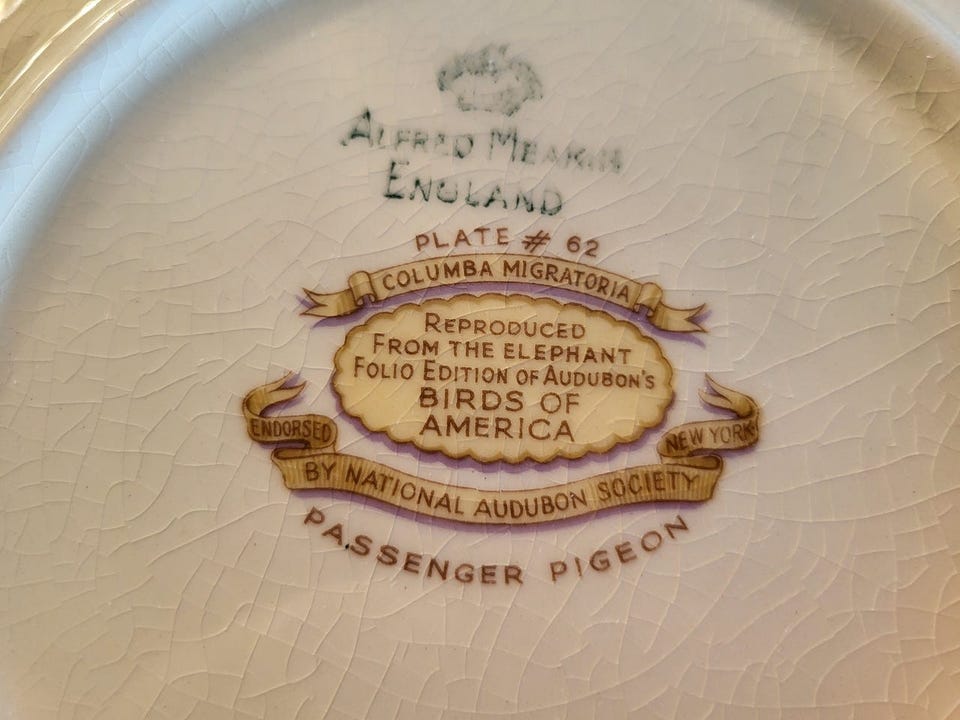 ALFRED MEAKIN
ENGLAND
PLATE # 62
COLUMBA MIGRATORIA
REPRODUCED
FROM THE ELEPHANT
FOLIO EDITION OF AUDUBON'S
BIRDS OF
AMERICA
ENDORSED
BY NATIONAL AUDUBON SOCIETY
NEW YORK
PASSENGER PIGEON